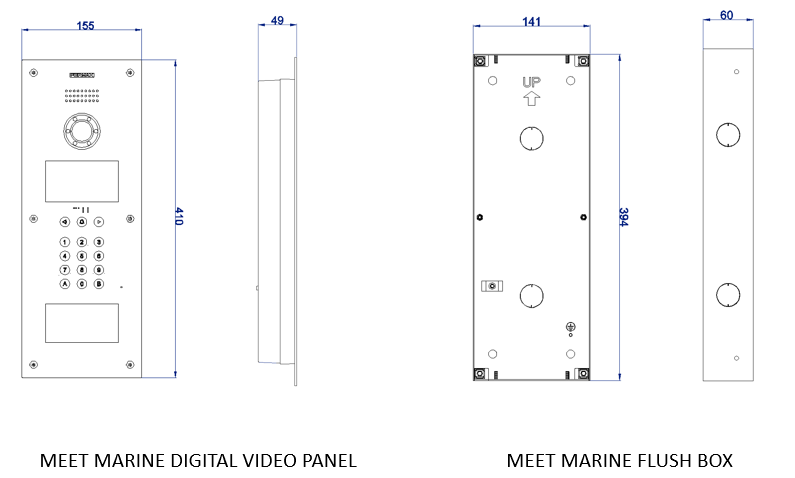 155
49
141
60
FERMAX
UP
410
394
1 2 3
4 5 6
7 8 9
A 0 B
MEET MARINE DIGITAL VIDEO PANEL
MEET MARINE FLUSH BOX